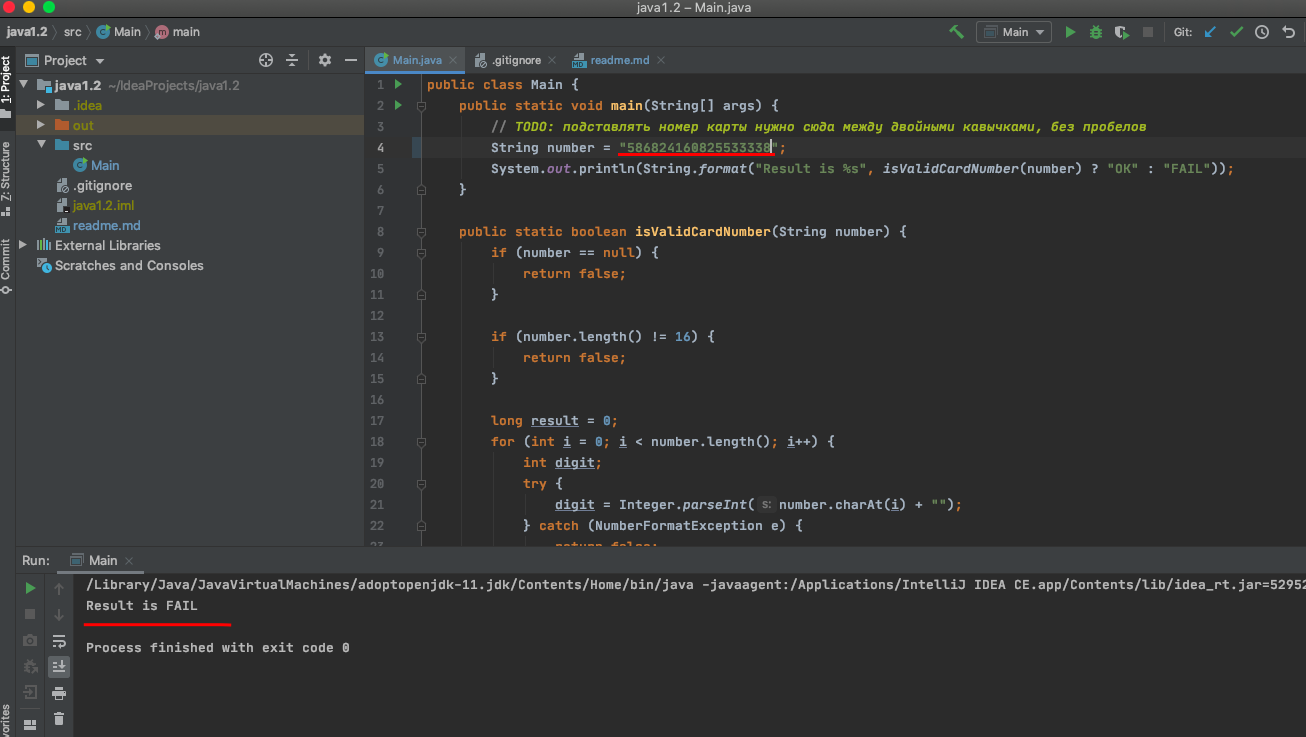 java1.2 – Main.java
java1.2 src Main main
Main Git:
1: Project
Z: Structure
Commit
Project
java1.2 ~/IdeaProjects/java1.2
.idea
out
src
Main
.gitignore
java1.2.iml
readme.md
External Libraries
Scratches and Consoles
Main.java .gitignore readme.md
1 public class Main {
2 public static void main(String[] args) {
3 // TODO: подставлять номер карты нужно сюда между двойными кавычками, без пробелов
4 String number = "586824160825533338";
5 System.out.println(String.format("Result is %s", isValidCardNumber(number) ? "OK" : "FAIL"));
6 }
7
8 public static boolean isValidCardNumber(String number) {
9 if (number == null) {
10 return false;
11 }
12
13 if (number.length() != 16) {
14 return false;
15 }
16
17 long result = 0;
18 for (int i = 0; i < number.length(); i++) {
19 int digit;
20 try {
21 digit = Integer.parseInt( s: number.charAt(i) + "");
22 } catch (NumberFormatException e) {
23 return false;
Run: Main
/Library/Java/JavaVirtualMachines/adoptopenjdk-11.jdk/Contents/Home/bin/java -javaagent:/Applications/IntelliJ IDEA CE.app/Contents/lib/idea_rt.jar=52952
Result is FAIL
Process finished with exit code 0